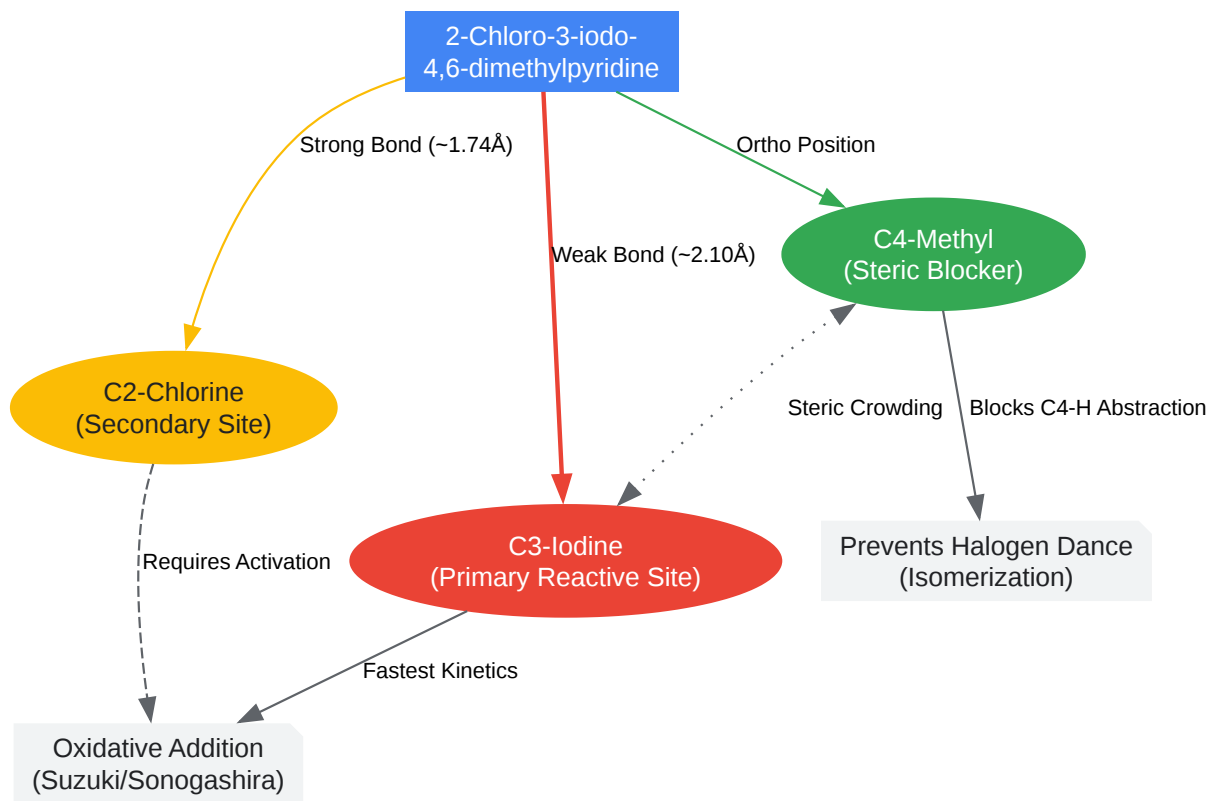 2-Chloro-3-iodo-
4,6-dimethylpyridine
Strong Bond (~1.74Å)
Ortho Position
Weak Bond (~2.10Å)
C4-Methyl
(Steric Blocker)
C2-Chlorine
(Secondary Site)
Steric Crowding
Blocks C4-H Abstraction
Requires Activation
C3-Iodine
(Primary Reactive Site)
Prevents Halogen Dance
(Isomerization)
Fastest Kinetics
Oxidative Addition
(Suzuki/Sonogashira)